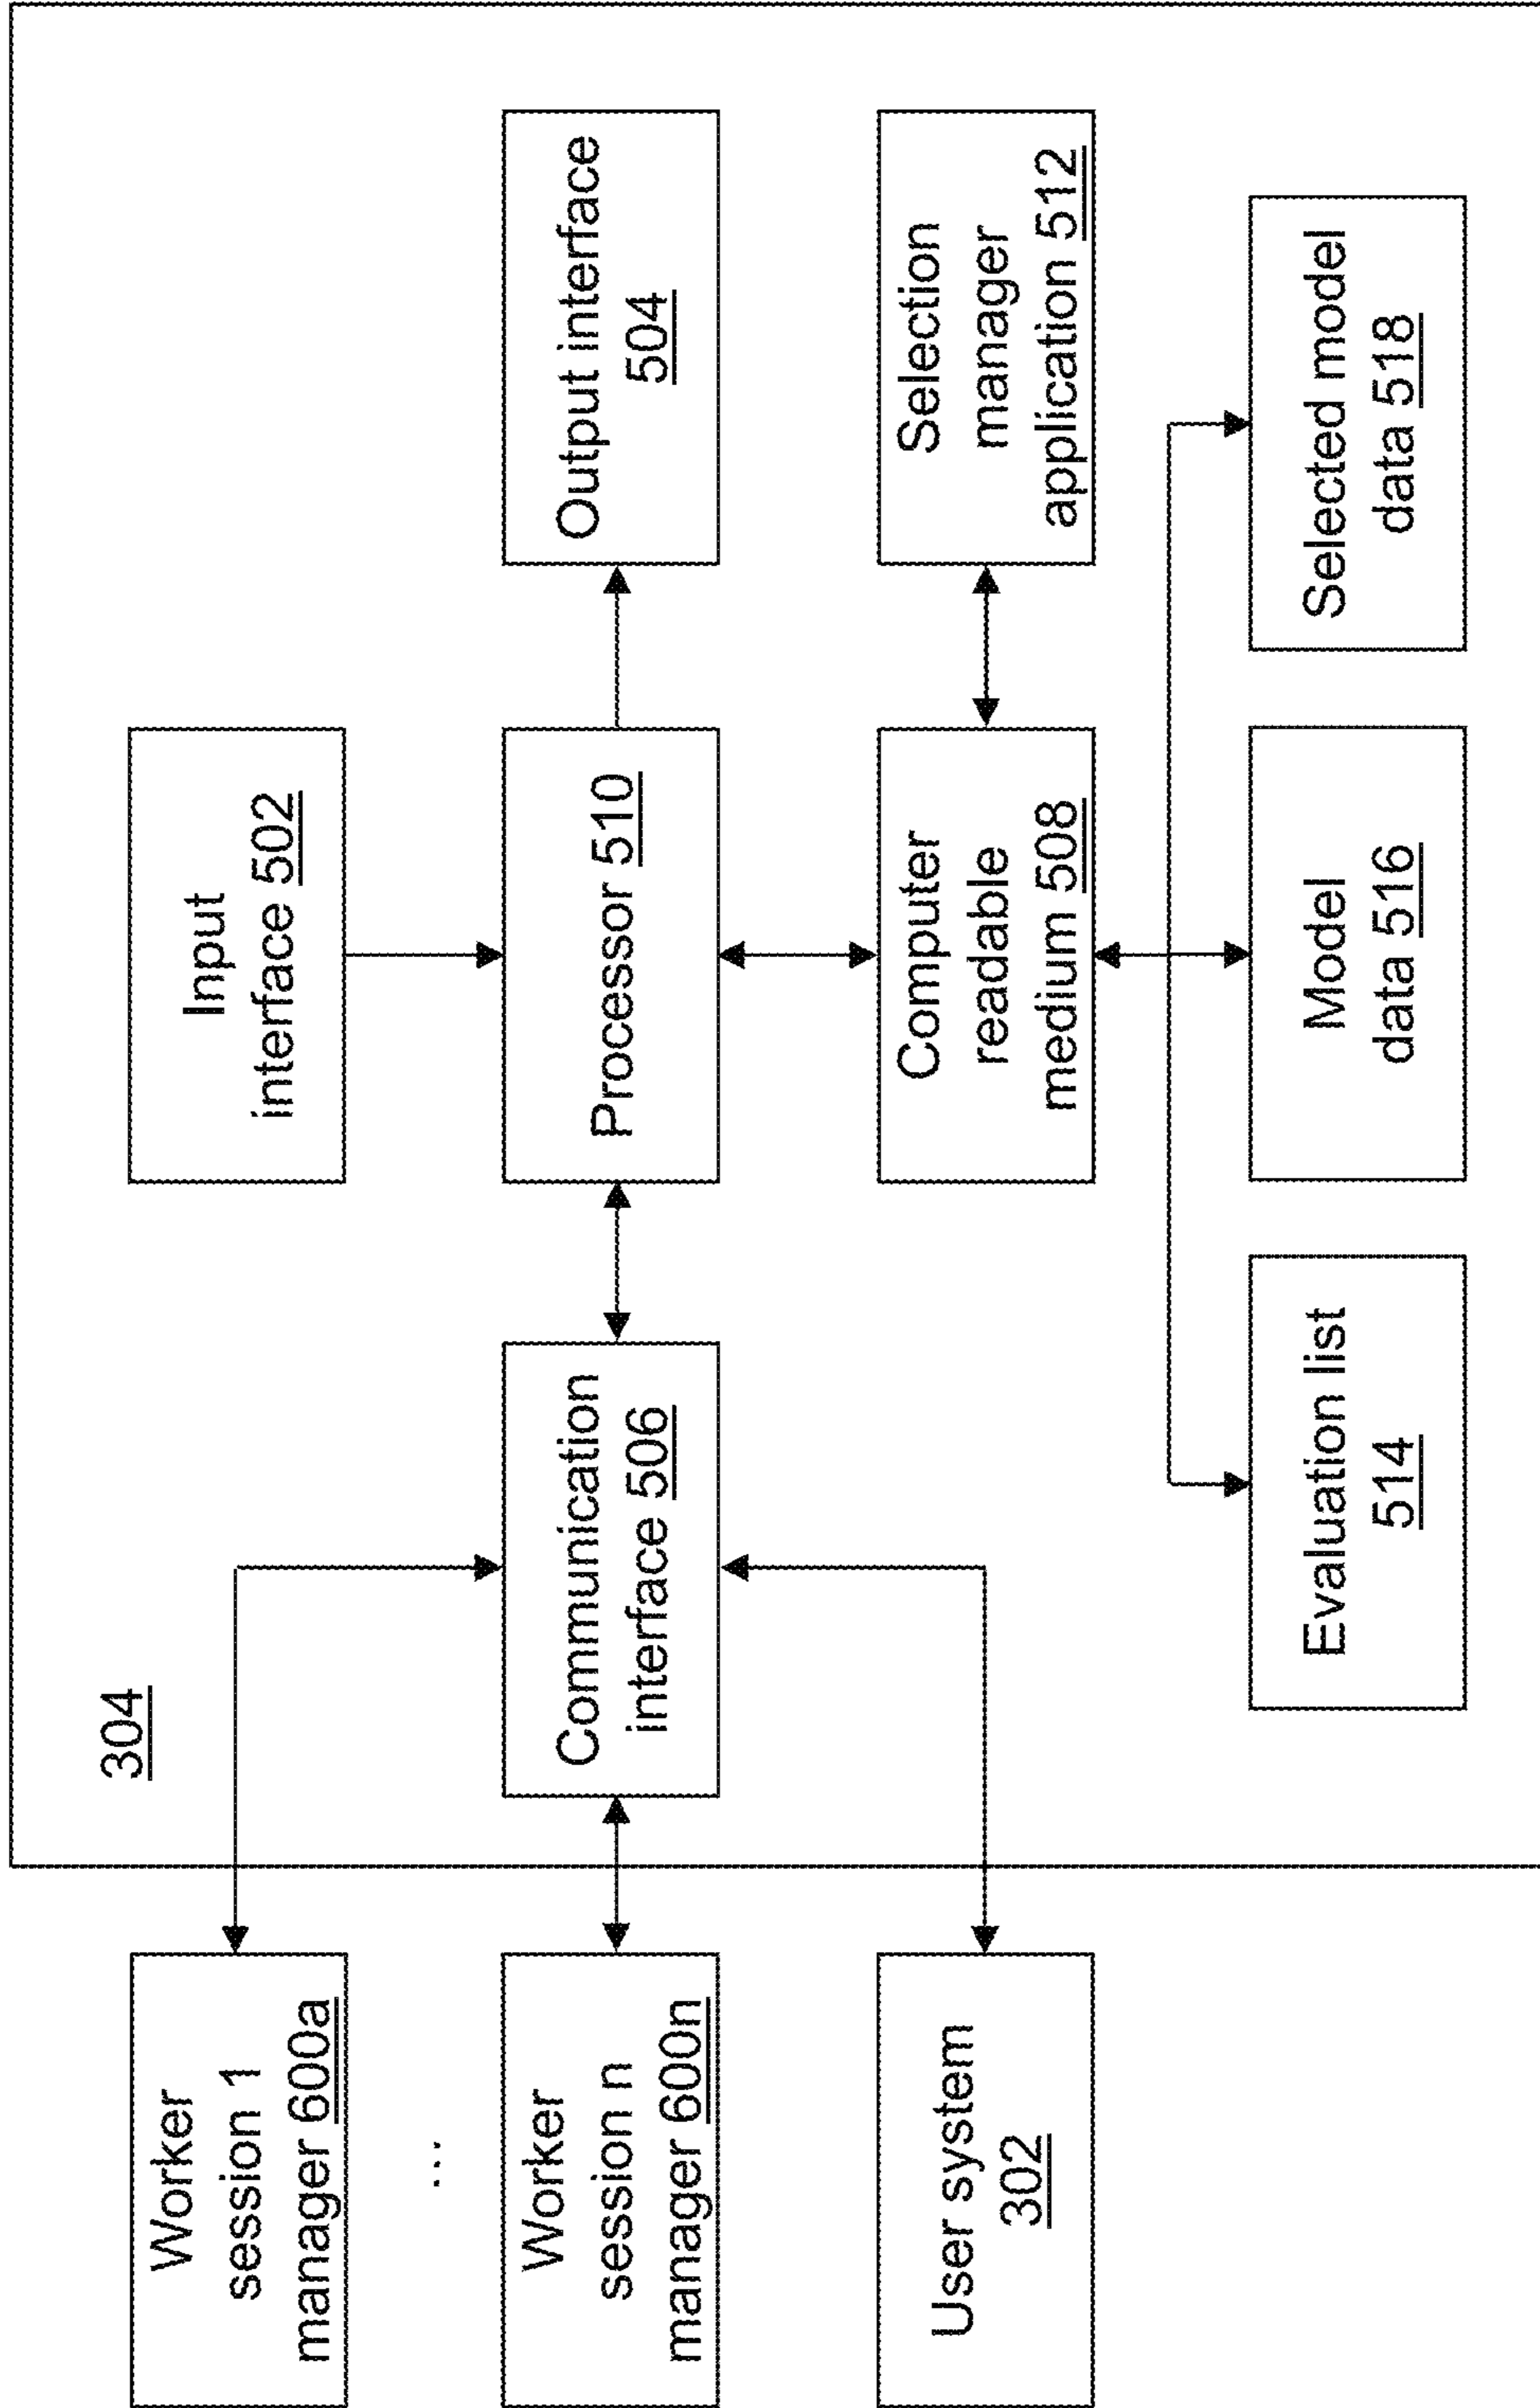 304
Worker
session 1
manager 600a
...
Worker
session n
manager 600n
User system
302
Input
interface 502
Communication
interface 506
Processor 510
Output interface
504
Computer
readable
medium 508
Selection
manager
application 512
Evaluation list
514
Model
data 516
Selected model
data 518